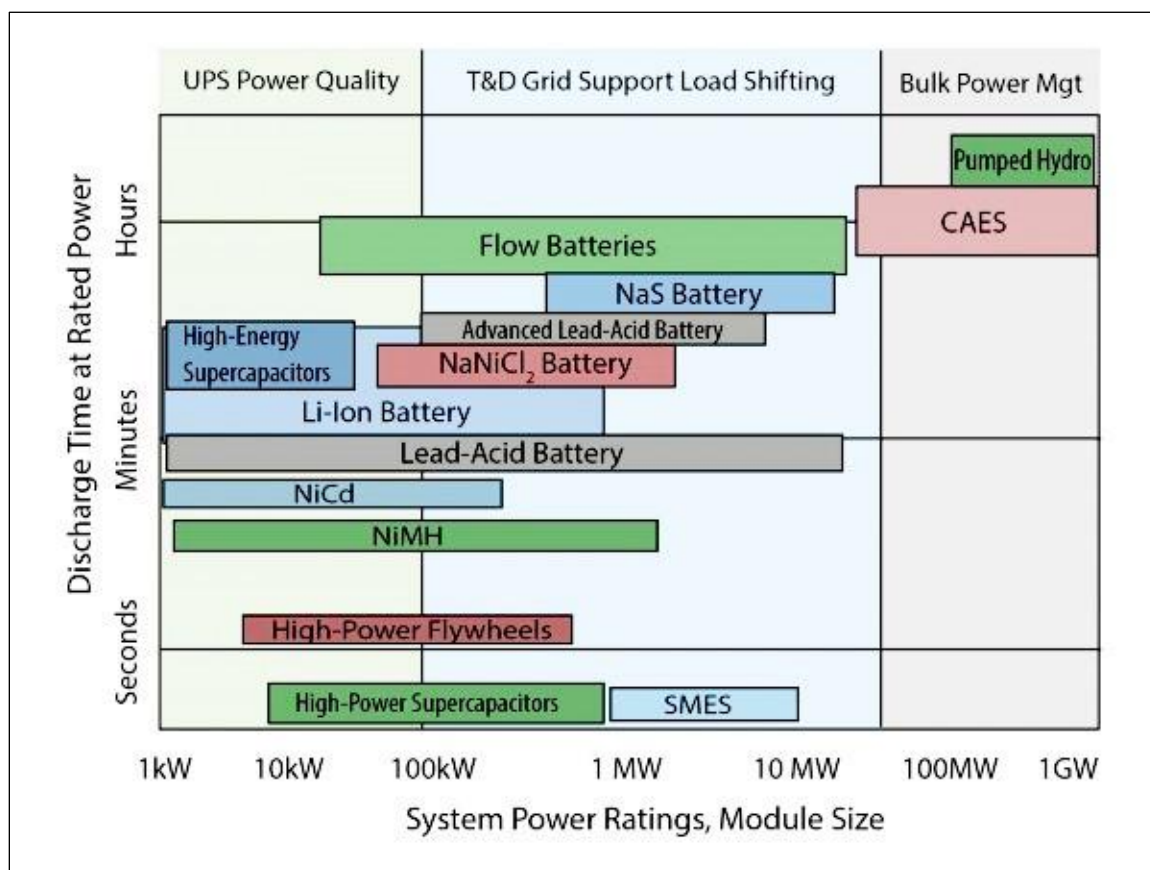 UPS Power Quality
T&D Grid Support Load Shifting
Bulk Power Mgt
Discharge Time at Rated Power
Hours
Minutes
Seconds
Pumped Hydro
CAES
Flow Batteries
NaS Battery
Advanced Lead-Acid Battery
High-Energy
Supercapacitors
NaNiCl₂ Battery
Li-Ion Battery
Lead-Acid Battery
NiCd
NiMH
High-Power Flywheels
High-Power Supercapacitors
SMES
1kW 10kW 100kW 1 MW 10 MW 100MW 1GW
System Power Ratings, Module Size